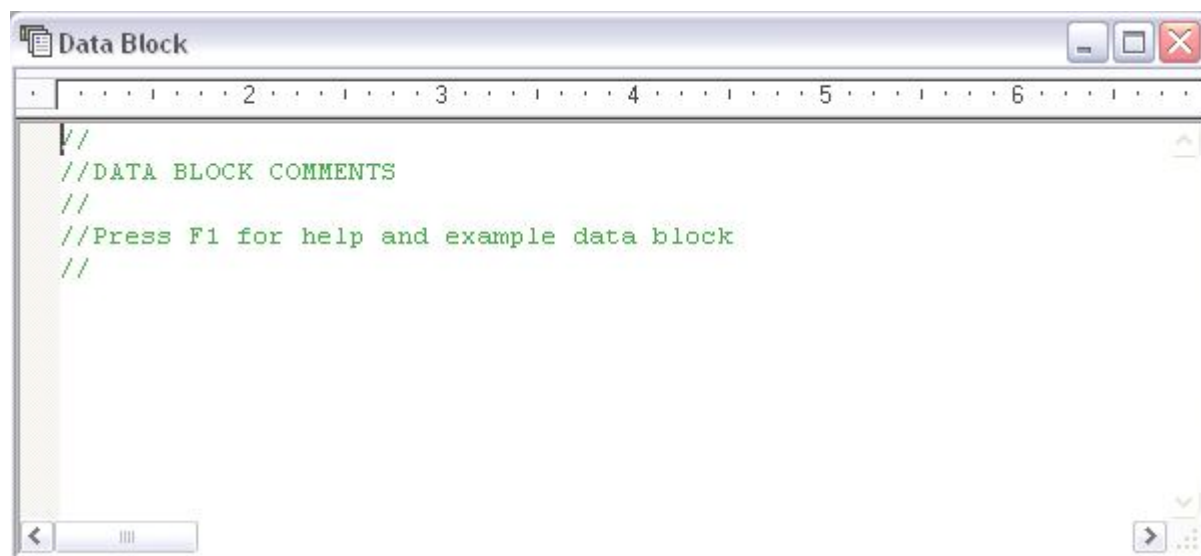 Data Block
2 3 4 5 6
//
//DATA BLOCK COMMENTS
//
//Press F1 for help and example data block
//